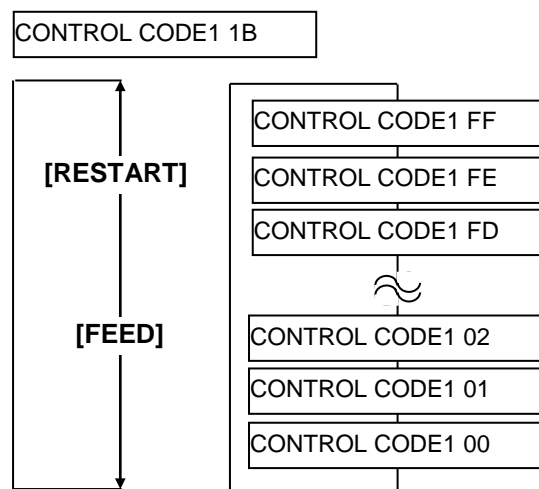 CONTROL CODE1 1B
CONTROL CODE1 FF
[RESTART]
CONTROL CODE1 FE
CONTROL CODE1 FD
[FEED]
CONTROL CODE1 02
CONTROL CODE1 01
CONTROL CODE1 00